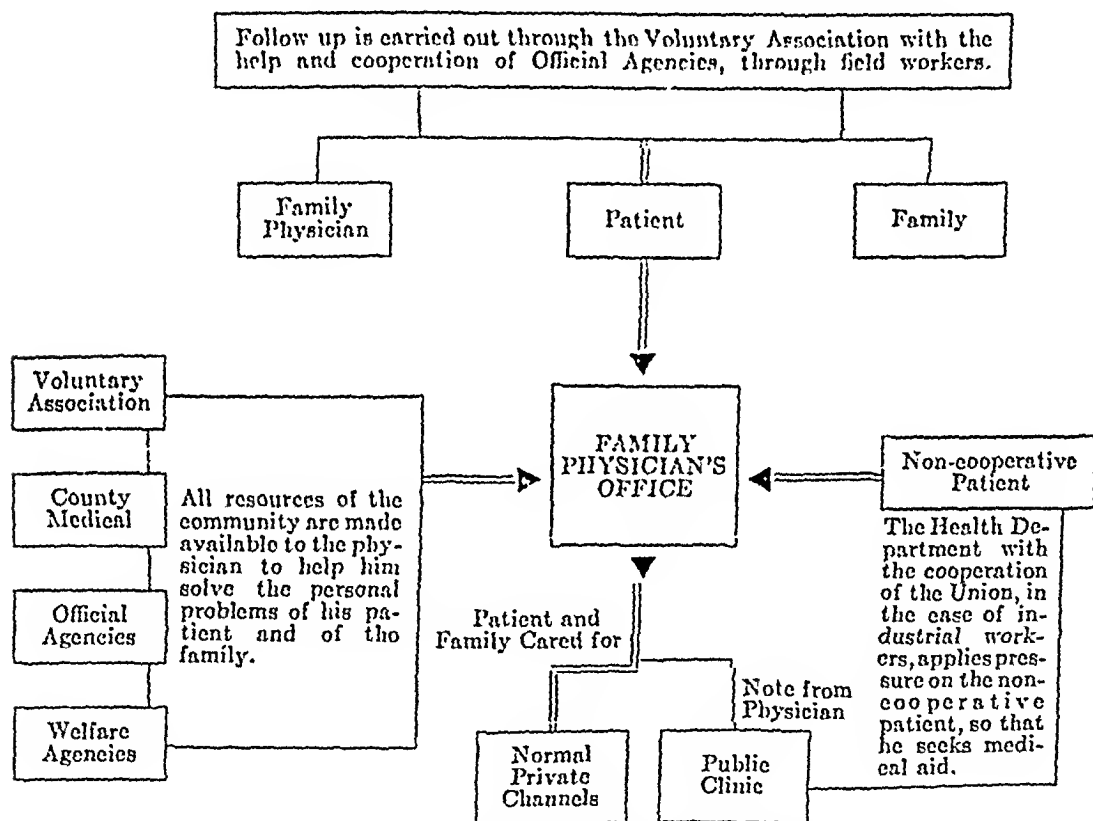 Follow up is carried out through the Voluntary Association with the
help and cooperation of Official Agencies, through field workers.
Family
Physician
Patient
Family
Voluntary
Association
County
Medical
Official
Agencies
Welfare
Agencies
All resources of the
community are made
available to the phy-
sician to help him
solve the personal
problems of his pa-
tient and of the
family.
FAMILY
PHYSICIAN'S
OFFICE
Non-cooperative
Patient
The Health De-
partment with
the cooperation
of the Union, in
the case of in-
dustrial work-
ers, applies pres-
sure on the non-
cooperative
patient, so that
he seeks medi-
cal aid.
Patient and
Family Cared for
Note from
Physician
Normal
Private
Channels
Public
Clinic